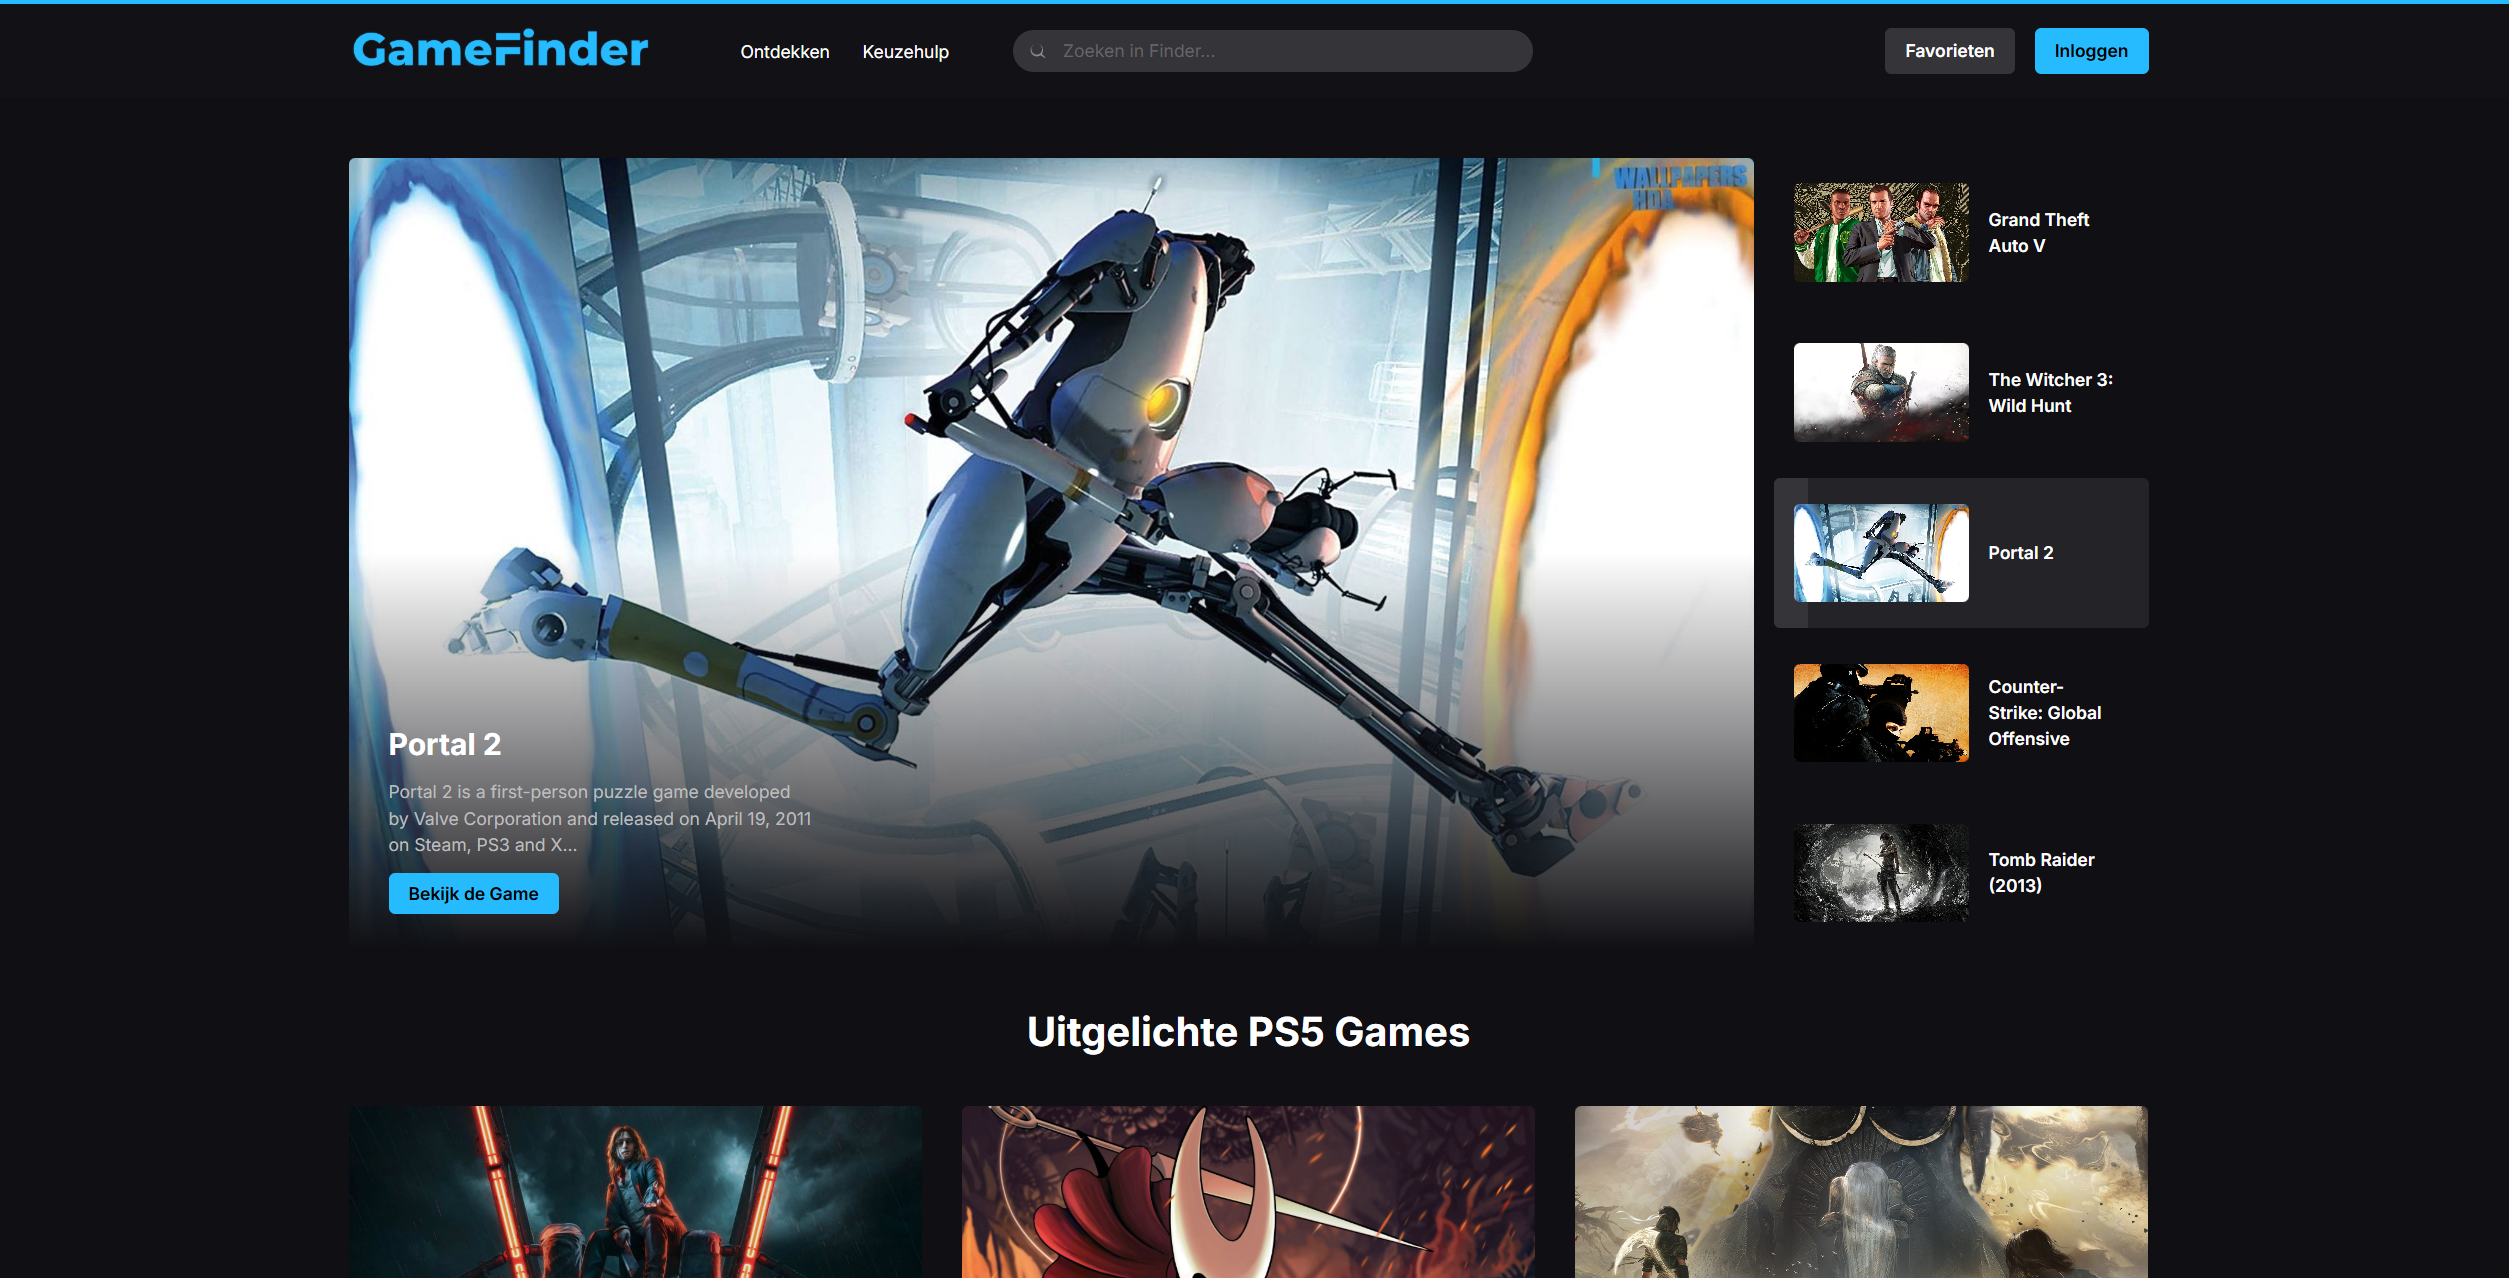 GameFinder
Ontdekken
Keuzehulp
Zoeken in Finder...
Favorieten
Inloggen
WALLPAPERS
HDA
Portal 2
Portal 2 is a first-person puzzle game developed
by Valve Corporation and released on April 19, 2011
on Steam, PS3 and X...
Bekijk de Game
Grand Theft
Auto V
The Witcher 3:
Wild Hunt
Portal 2
Counter-
Strike: Global
Offensive
Tomb Raider
(2013)
Uitgelichte PS5 Games